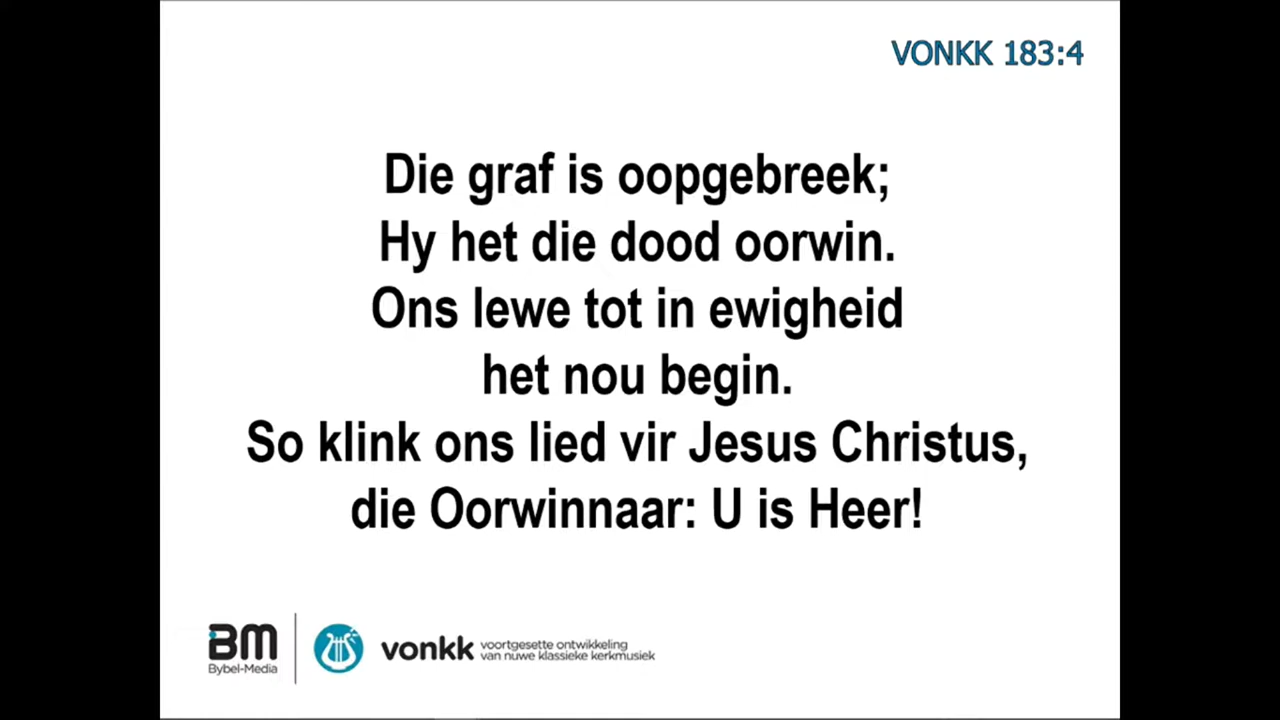 VONKK 183:4
Die graf is oopgebreek;
Hy het die dood oorwin.
Ons lewe tot in ewigheid
het nou begin.
So klink ons lied vir Jesus Christus,
die Oorwinnaar: U is Heer!
BM
Bybel-Media
vonkk
voortgesette ontwikkeling
van nuwe klassieke kerkmusiek